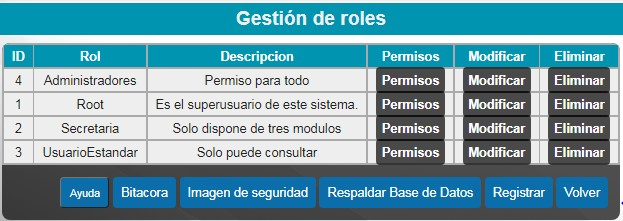 Gestión de roles
ID Rol Descripcion Permisos Modificar Eliminar
4 Administradores Permiso para todo Permisos Modificar Eliminar
1 Root Es el superusuario de este sistema. Permisos Modificar Eliminar
2 Secretaria Solo dispone de tres modulos Permisos Modificar Eliminar
3 UsuarioEstandar Solo puede consultar Permisos Modificar Eliminar
Ayuda Bitacora Imagen de seguridad Respaldar Base de Datos Registrar Volver